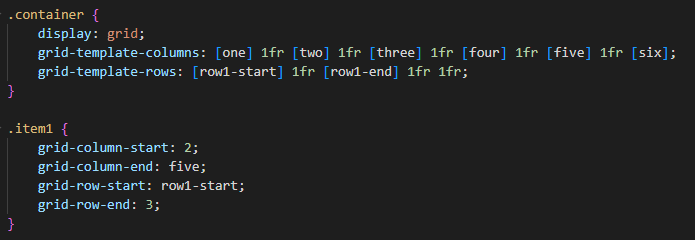 .container {
display: grid;
grid-template-columns: [one] 1fr [two] 1fr [three] 1fr [four] 1fr [five] 1fr [six];
grid-template-rows: [row1-start] 1fr [row1-end] 1fr 1fr;
}
.item1 {
grid-column-start: 2;
grid-column-end: five;
grid-row-start: row1-start;
grid-row-end: 3;
}